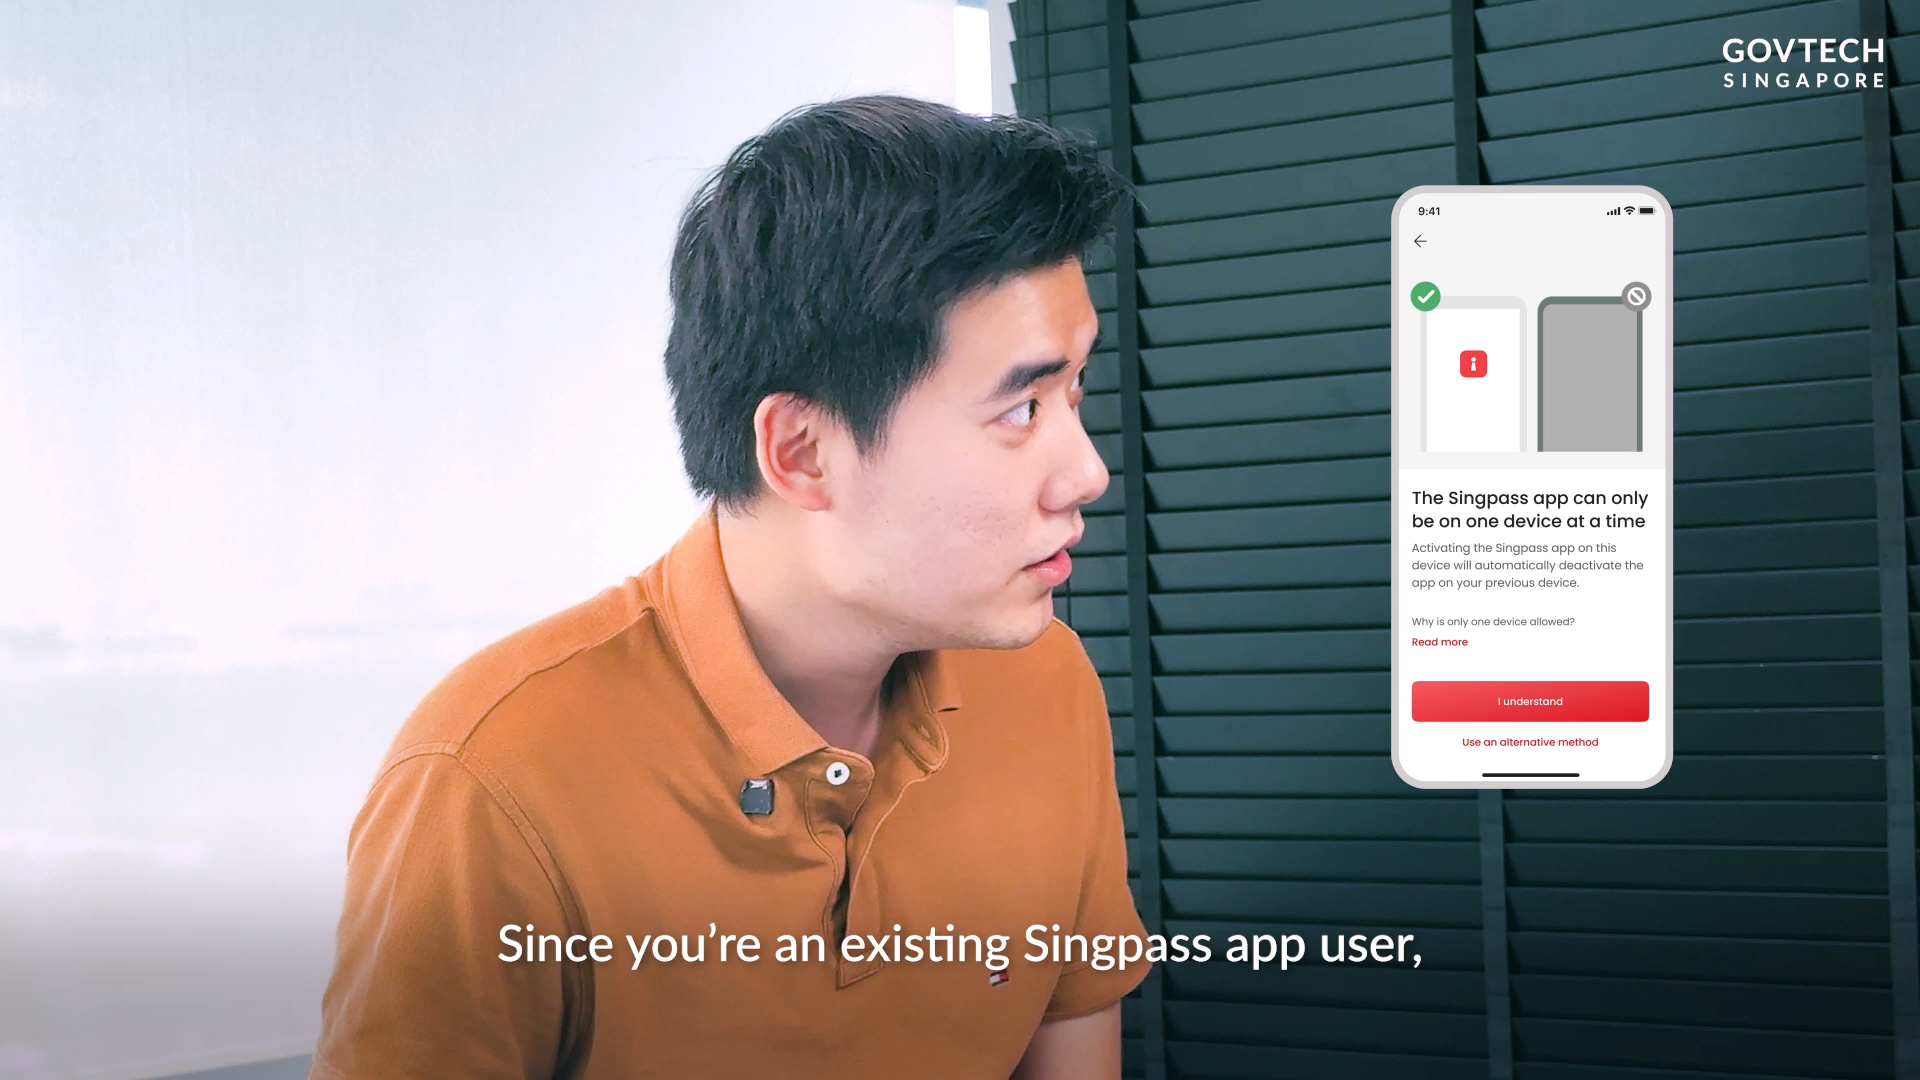 GOVTECH
SINGAPORE
9:41
The Singpass app can only
be on one device at a time
Activating the Singpass app on this
device will automatically deactivate the
app on your previous device.
Why is only one device allowed?
Read more
I understand
Use an alternative method
Since you’re an existing Singpass app user,